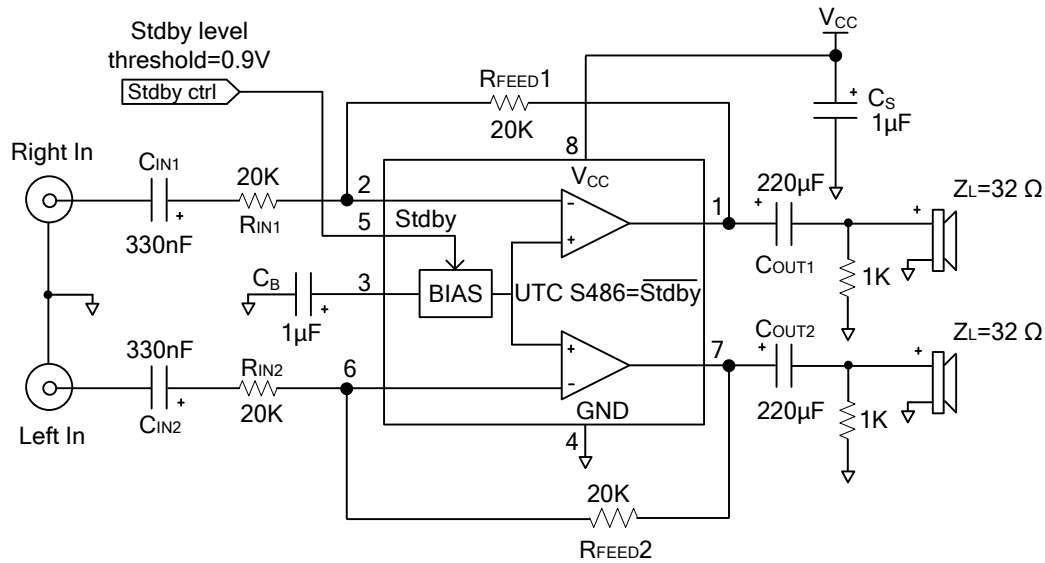 Stdby level
threshold=0.9V
Stdby ctrl
VCC
CS
1µF
RFEED1
20K
8
VCC
Right In
CIN1
330nF
20K
RIN1
2
5
Stdby
1
220µF
COUT1
1K
ZL=32 Ω
CB
1µF
3
BIAS
UTC S486=Stdby
330nF
CIN2
RIN2
20K
6
7
COUT2
220µF
1K
ZL=32 Ω
Left In
GND
4
20K
RFEED2